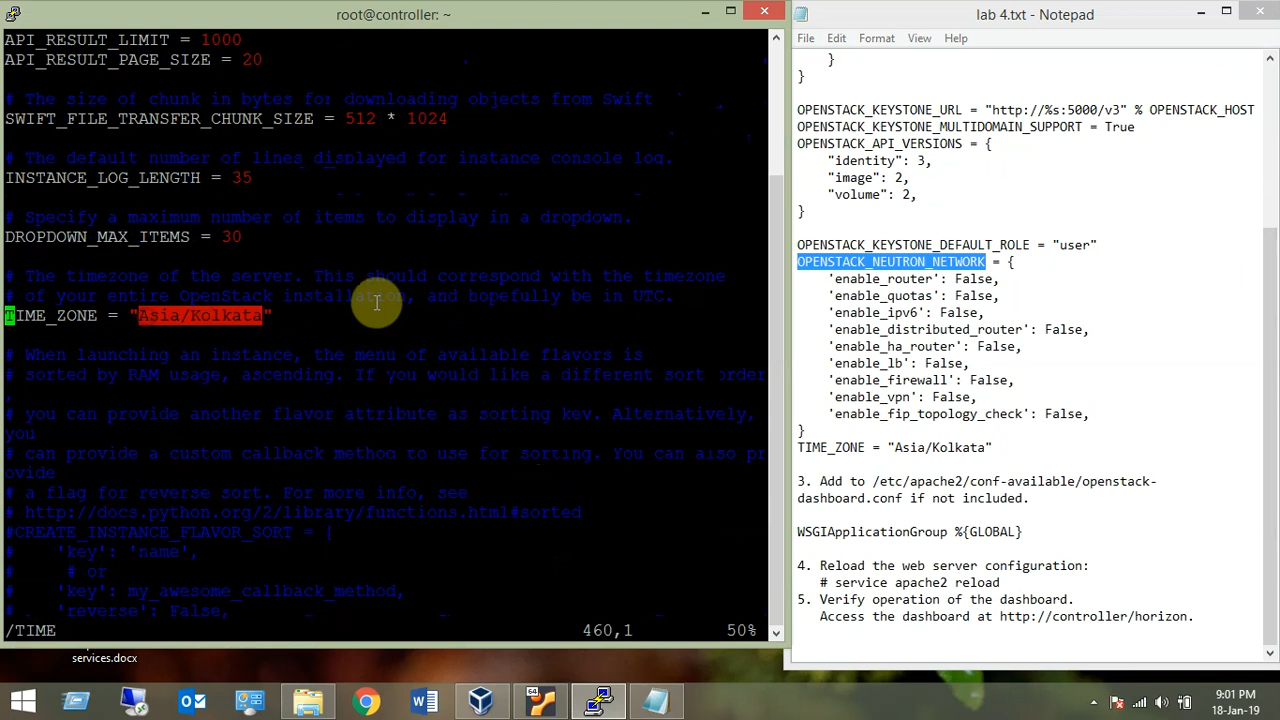 root@controller: ~
API_RESULT_LIMIT = 1000
API_RESULT_PAGE_SIZE = 20
# The size of chunk in bytes fo: downloading objects from Swift
SWIFT_FILE_TRANSFER_CHUNK_SIZE = 512 * 1024
# The default number of lines displayed for instance console log.
INSTANCE_LOG_LENGTH = 35
# Specify a maximum number of items to display in a dropdown.
DROPDOWN_MAX_ITEMS = 30
# The timezone of the server. This should correspond with the timezone
# of your entire OpenStack installation, and hopefully be in UTC.
TIME_ZONE = "Asia/Kolkata"
# When launching an instance, the menu of available flavors is
# sorted by RAM usage, ascending. If you would like a different sort order
,
# you can provide another flavor attribute as sorting key. Alternatively,
you
# can provide a custom callback method to use for sorting. You can also pr
ovide
# a flag for reverse sort. For more info, see
# http://docs.python.org/2/library/functions.html#sorted
#CREATE_INSTANCE_FLAVOR_SORT = {
#    'key': 'name',
#     # or
#    'key': my_awesome_callback_method,
#    'reverse': False,
/TIME 460,1 50%
lab 4.txt - Notepad
File Edit Format View Help
}
}
OPENSTACK_KEYSTONE_URL = "http://%s:5000/v3" % OPENSTACK_HOST
OPENSTACK_KEYSTONE_MULTIDOMAIN_SUPPORT = True
OPENSTACK_API_VERSIONS = {
"identity": 3,
"image": 2,
"volume": 2,
}
OPENSTACK_KEYSTONE_DEFAULT_ROLE = "user"
OPENSTACK_NEUTRON_NETWORK = {
'enable_router': False,
'enable_quotas': False,
'enable_ipv6': False,
'enable_distributed_router': False,
'enable_ha_router': False,
'enable_lb': False,
'enable_firewall': False,
'enable_vpn': False,
'enable_fip_topology_check': False,
}
TIME_ZONE = "Asia/Kolkata"
3. Add to /etc/apache2/conf-available/openstack-
dashboard.conf if not included.
WSGIApplicationGroup %{GLOBAL}
4. Reload the web server configuration:
# service apache2 reload
5. Verify operation of the dashboard.
Access the dashboard at http://controller/horizon.
services.docx
64
9:01 PM
18-Jan-19